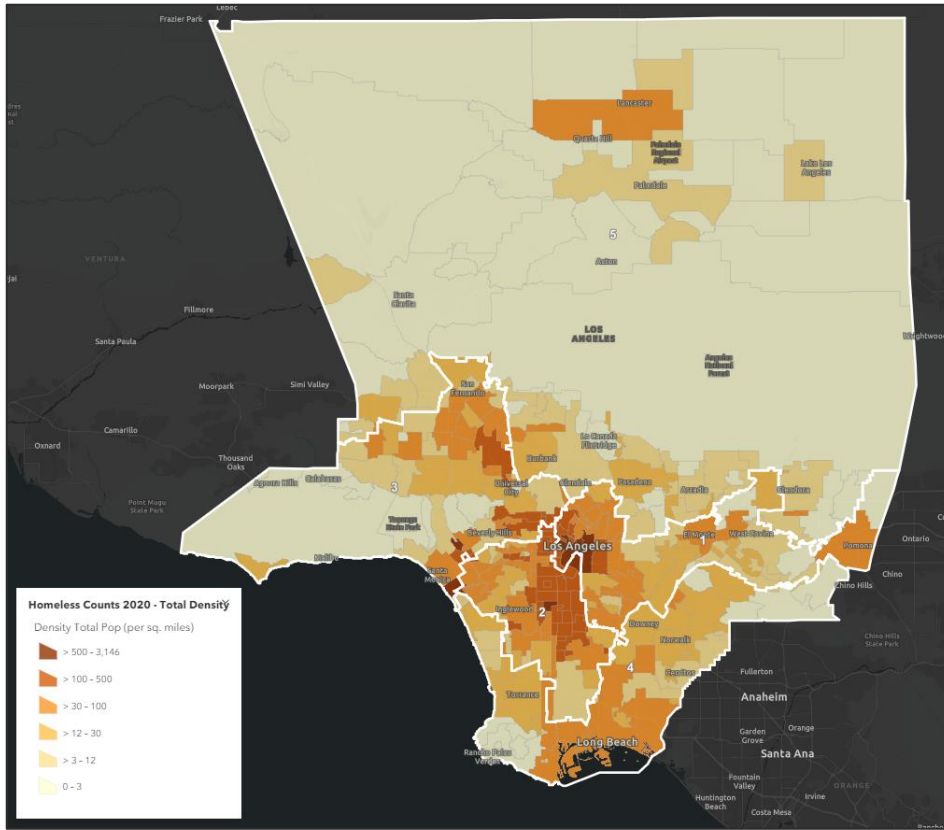 Lebec
Frazier Park
Lancaster
Quartz Hill
Palmdale
Regional
Airport
Lake Los
Angeles
Palmdale
5
VENTURA
Acton
Santa
Clarita
Fillmore
LOS
ANGELES
Wrightwood
Santa Paula
Angeles
National
Forest
Moorpark
Simi Valley
San
Fernando
Oxnard
Camarillo
Thousand
Oaks
La Cañada
Flintridge
Burbank
Agoura Hills
Calabasas
3
Universal
City
Glendale
Pasadena
Arcadia
Glendora
Point Mugu
State Park
Topanga
State Park
Beverly Hills
El Monte
1
West Covina
Los Angeles
Pomona
Ontario
Malibu
Santa
Monica
Chino
Chino Hills
Inglewood
2
Downey
Norwalk
Chino Hills
State Park
4
Cerritos
Fullerton
Torrance
Anaheim
Orange
Garden
Grove
Santa Ana
Rancho Palos
Verdes
Long Beach
Fountain
Valley
Irvine
ORANGE
Huntington
Beach
Costa Mesa
Homeless Counts 2020 - Total Density
Density Total Pop (per sq. miles)
> 500 - 3,146
> 100 - 500
> 30 - 100
> 12 - 30
> 3 - 12
0 - 3